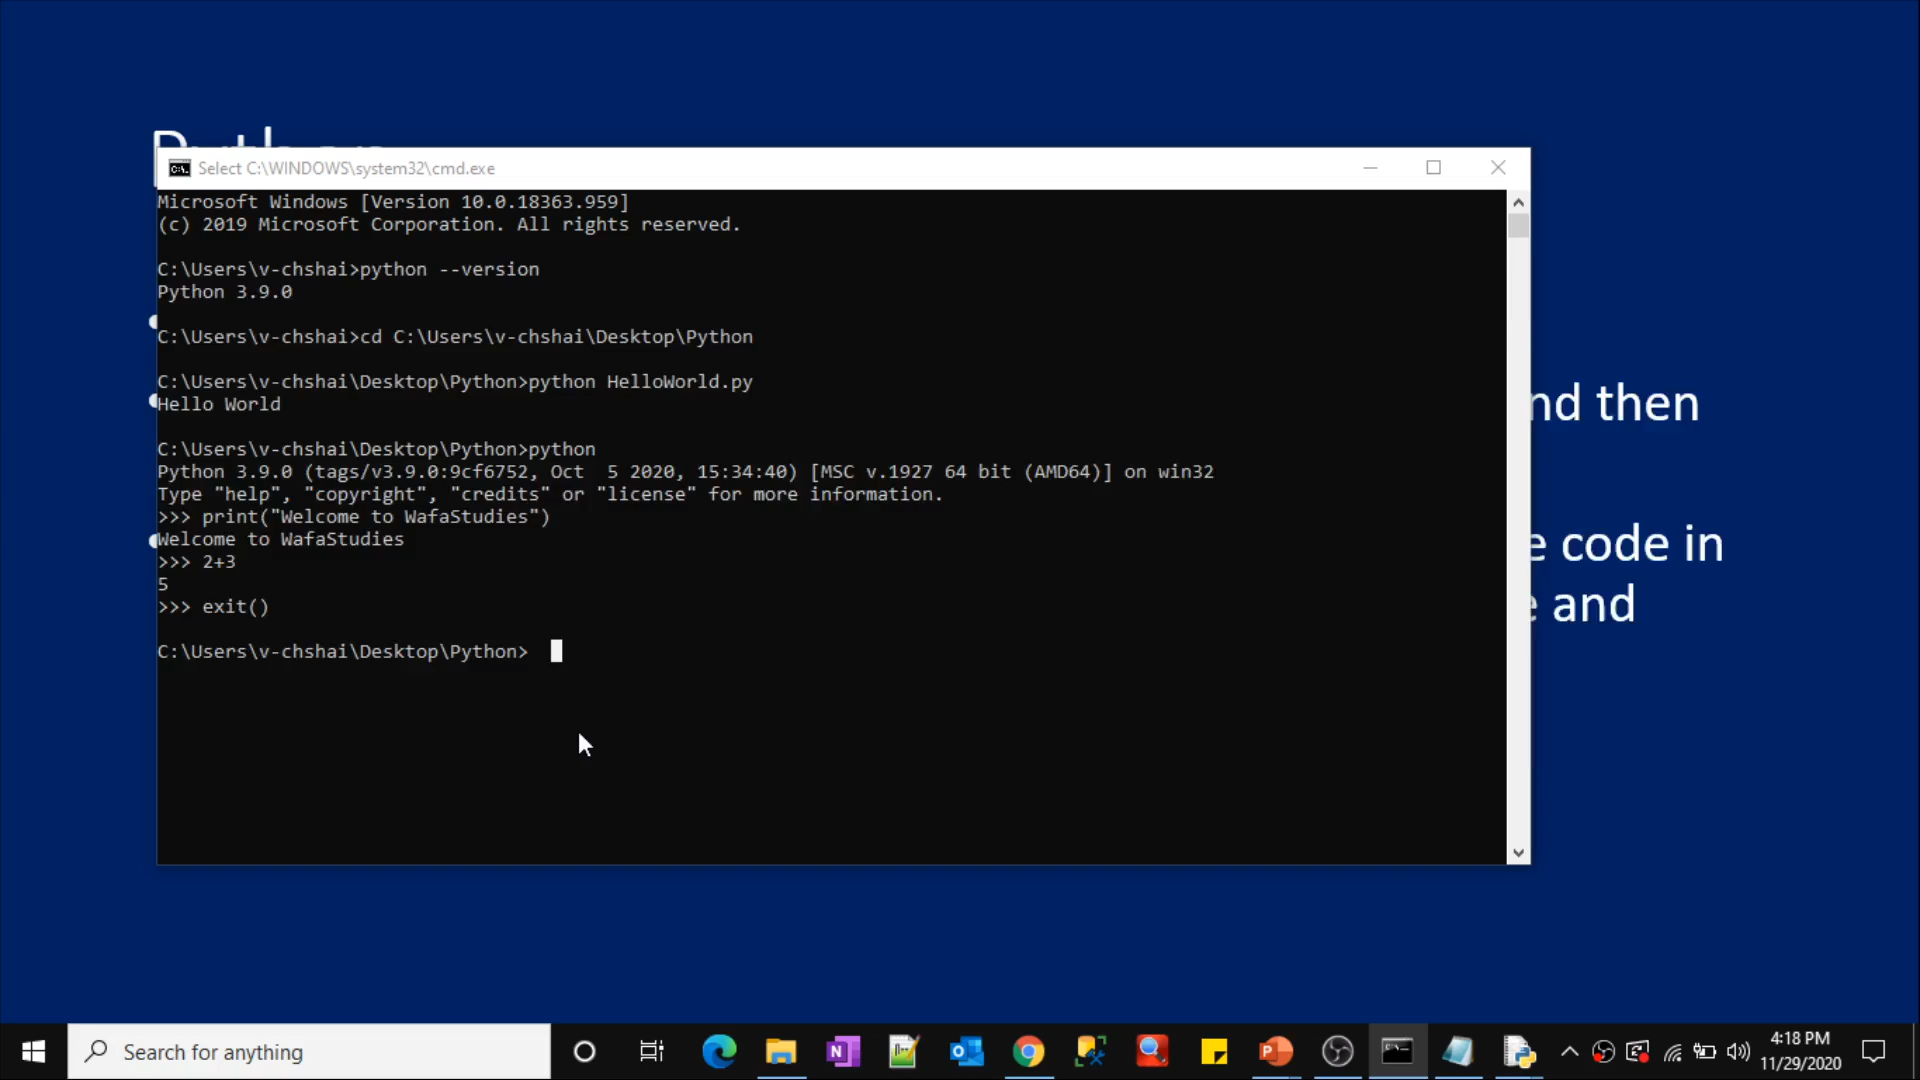 Python
Select C:\WINDOWS\system32\cmd.exe
Microsoft Windows [Version 10.0.18363.959]
(c) 2019 Microsoft Corporation. All rights reserved.
C:\Users\v-chshai>python --version
Python 3.9.0
C:\Users\v-chshai>cd C:\Users\v-chshai\Desktop\Python
C:\Users\v-chshai\Desktop\Python>python HelloWorld.py
Hello World
C:\Users\v-chshai\Desktop\Python>python
Python 3.9.0 (tags/v3.9.0:9cf6752, Oct  5 2020, 15:34:40) [MSC v.1927 64 bit (AMD64)] on win32
Type "help", "copyright", "credits" or "license" for more information.
>>> print("Welcome to WafaStudies")
Welcome to WafaStudies
>>> 2+3
5
>>> exit()
C:\Users\v-chshai\Desktop\Python>
then
code in
and
Search for anything
4:18 PM
11/29/2020